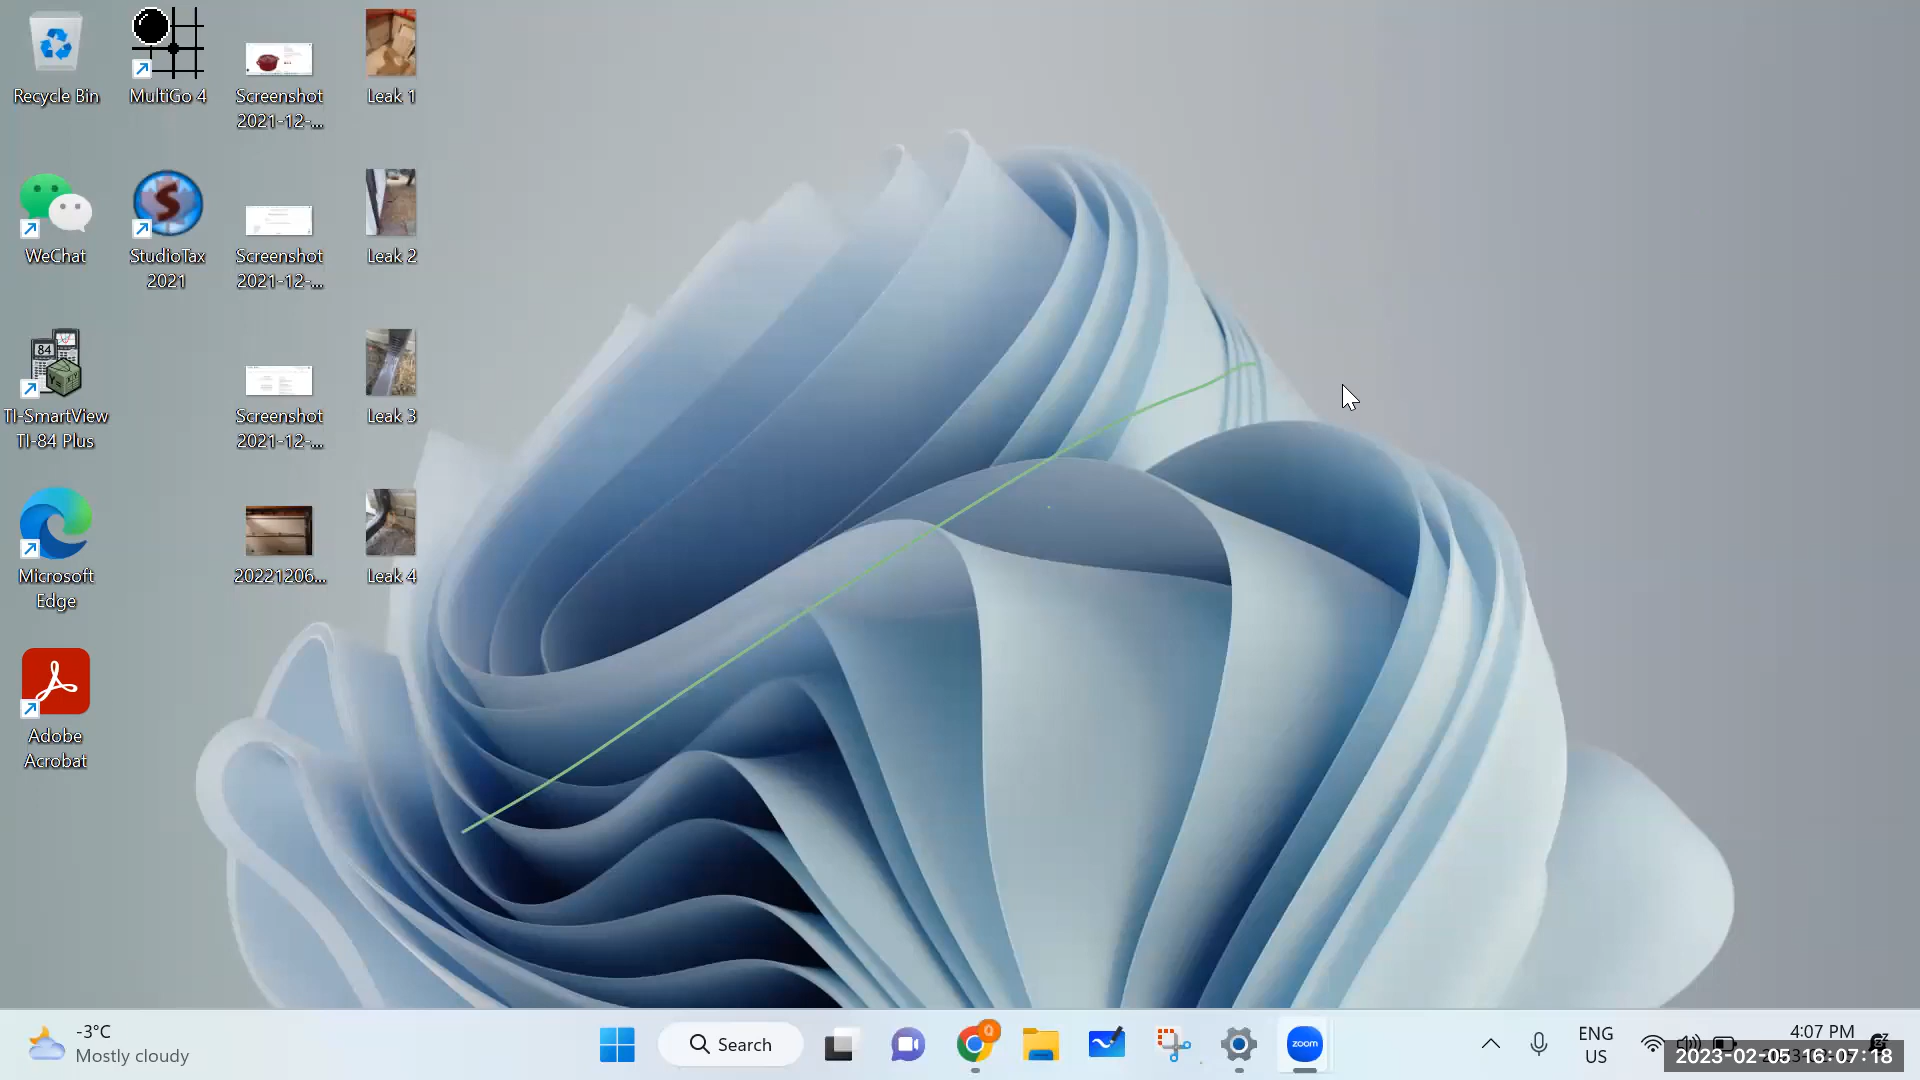 Recycle Bin
MultiGo 4
Screenshot
2021-12-...
Leak 1
WeChat
StudioTax
2021
Screenshot
2021-12-...
Leak 2
84
TI-SmartView
TI-84 Plus
Screenshot
2021-12-...
Leak 3
Microsoft
Edge
20221206...
Leak 4
Adobe
Acrobat
-3°C
Mostly cloudy
Search
zoom
ENG
US
4:07 PM
2023-02-05 16:07:18